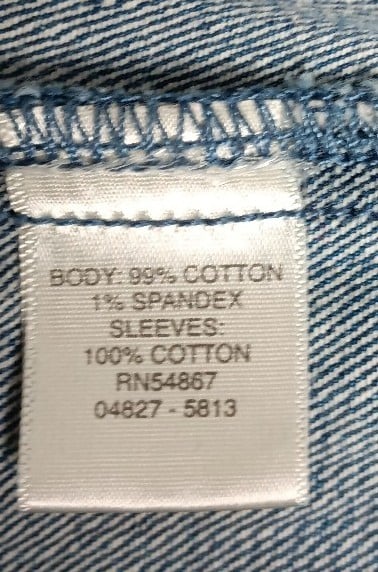 BODY: 99% COTTON
1% SPANDEX
SLEEVES:
100% COTTON
RN54867
04827 - 5813